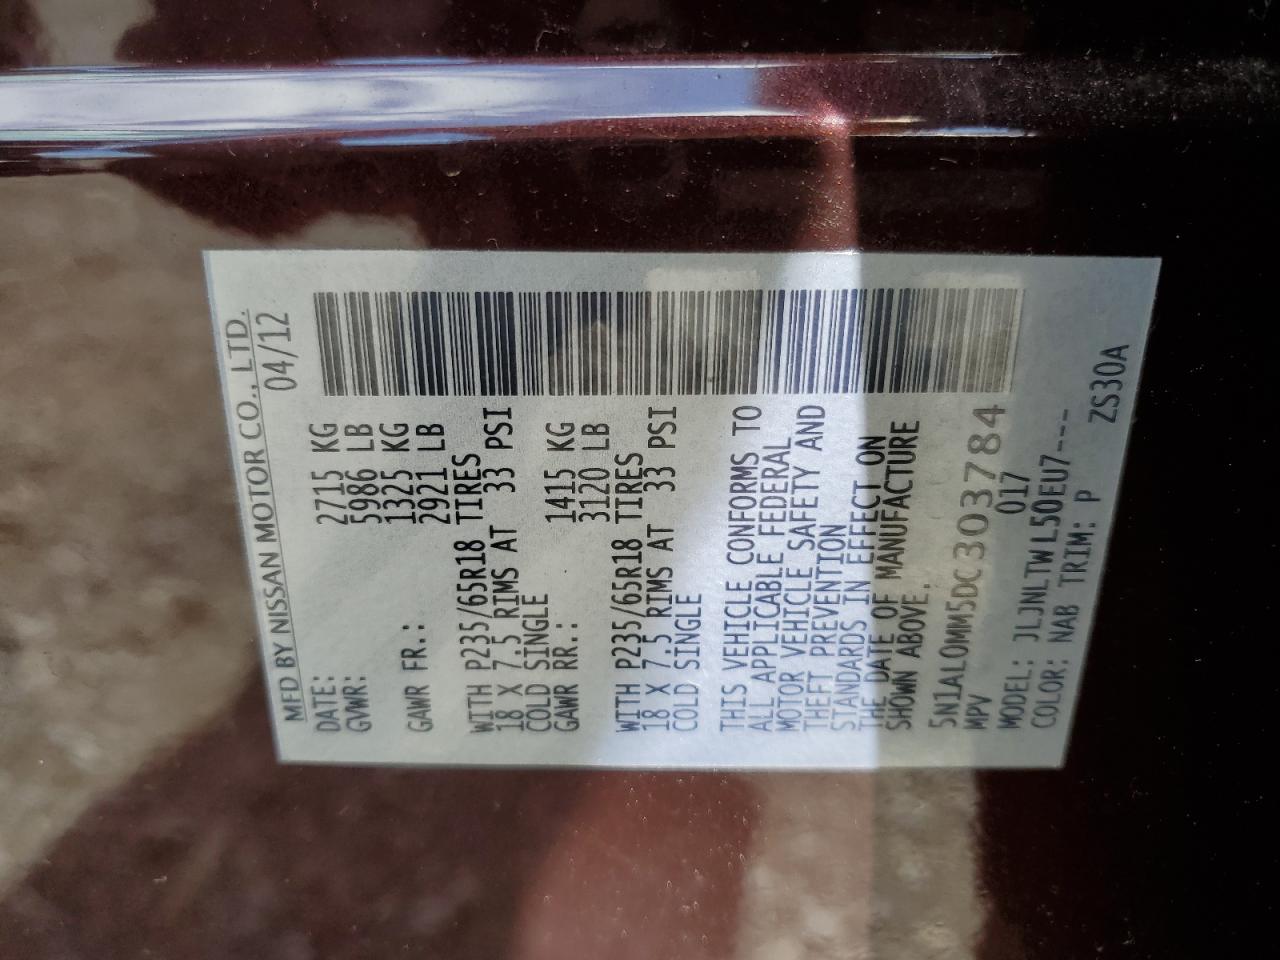 MFD BY NISSAN MOTOR CO., LTD.
DATE: 04/12
GVWR: 2715 KG
5986 LB
GAWR FR.: 1325 KG
2921 LB
WITH P235/65R18 TIRES
18 X 7.5 RIMS AT 33 PSI
COLD SINGLE
GAWR RR.: 1415 KG
3120 LB
WITH P235/65R18 TIRES
18 X 7.5 RIMS AT 33 PSI
COLD SINGLE
THIS VEHICLE CONFORMS TO
ALL APPLICABLE FEDERAL
MOTOR VEHICLE SAFETY AND
THEFT PREVENTION
STANDARDS IN EFFECT ON
THE DATE OF MANUFACTURE
SHOWN ABOVE.
5N1AL0MM5DC303784
MPV 017
MODEL: JLJNLTWL50EU7---
COLOR: NAB TRIM: P ZS30A